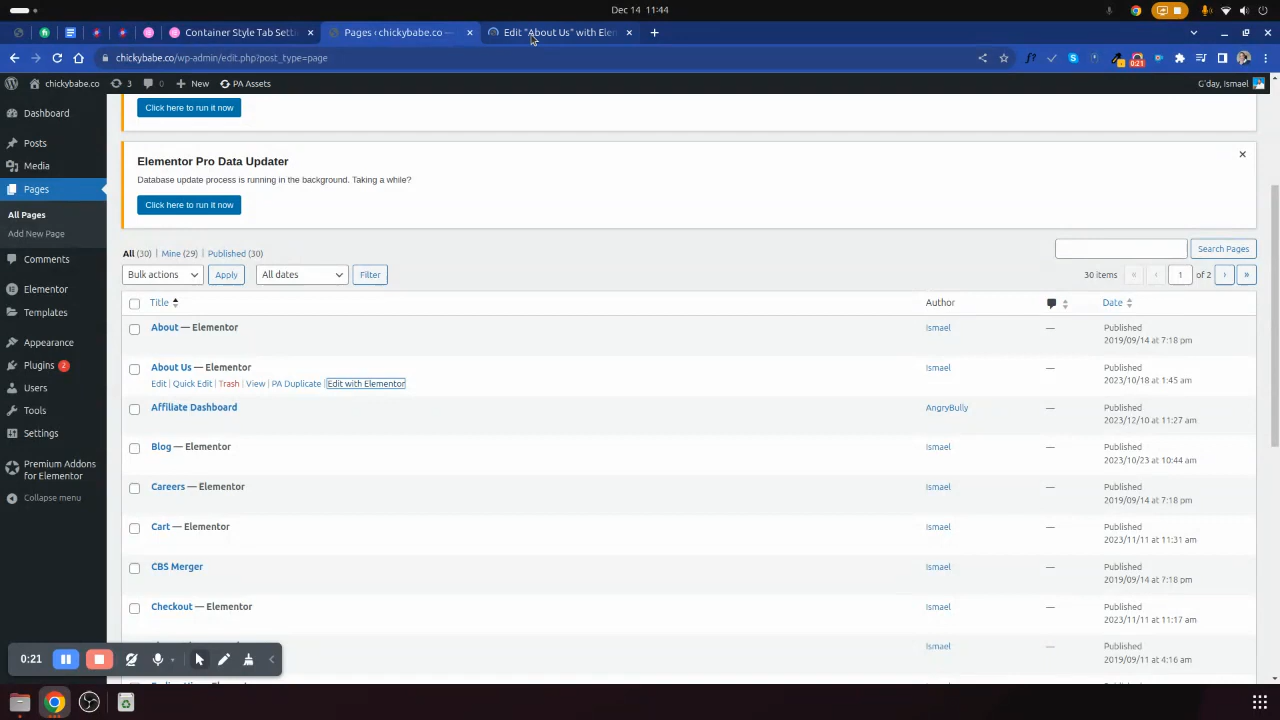 Dec 14 11:44
Container Style Tab Setti
Pages ‹ chickybabe.co —
Edit "About Us" with Ele
chickybabe.co/wp-admin/edit.php?post_type=page
0:21
chickybabe.co
3
0
New
PA Assets
G'day, Ismael
Click here to run it now
Dashboard
Posts
Media
Pages
All Pages
Add New Page
Comments
Elementor
Templates
Appearance
Plugins 2
Users
Tools
Settings
Premium Addons
for Elementor
Collapse menu
Elementor Pro Data Updater
Database update process is running in the background. Taking a while?
Click here to run it now
All (30) | Mine (29) | Published (30)
Search Pages
Bulk actions
Apply
All dates
Filter
30 items « ‹ 1 of 2 › »
Title
Author
Date
About — Elementor
Ismael
—
Published
2019/09/14 at 7:18 pm
About Us — Elementor
Edit | Quick Edit | Trash | View | PA Duplicate | Edit with Elementor
Ismael
—
Published
2023/10/18 at 1:45 am
Affiliate Dashboard
AngryBully
—
Published
2023/12/10 at 11:27 am
Blog — Elementor
Ismael
—
Published
2023/10/23 at 10:44 am
Careers — Elementor
Ismael
—
Published
2019/09/14 at 7:18 pm
Cart — Elementor
Ismael
—
Published
2023/11/11 at 11:31 am
CBS Merger
Ismael
—
Published
2019/09/14 at 7:18 pm
Checkout — Elementor
Ismael
—
Published
2023/11/11 at 11:17 am
Ismael
—
Published
2019/09/11 at 4:16 am
0:21